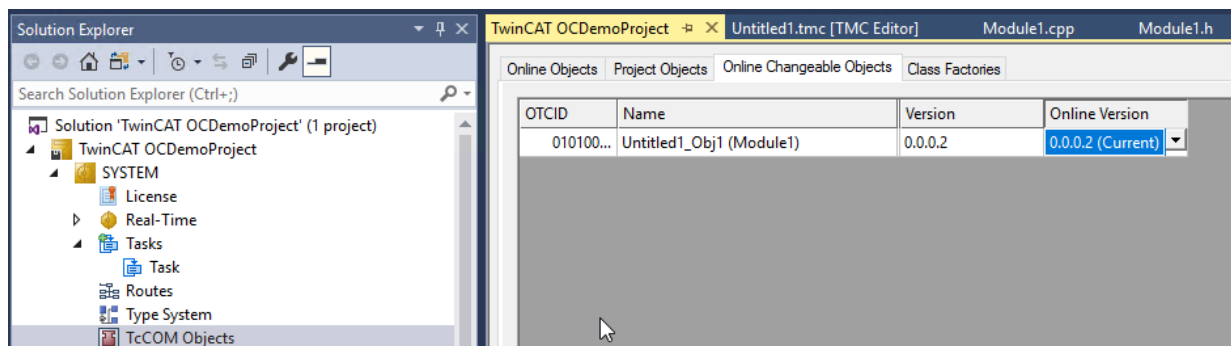 Solution Explorer
Search Solution Explorer (Ctrl+;)
Solution 'TwinCAT OCDemoProject' (1 project)
TwinCAT OCDemoProject
SYSTEM
License
Real-Time
Tasks
Task
Routes
Type System
TcCOM Objects
TwinCAT OCDemoProject Untitled1.tmc [TMC Editor] Module1.cpp Module1.h
Online Objects Project Objects Online Changeable Objects Class Factories
OTCID Name Version Online Version
010100... Untitled1_Obj1 (Module1) 0.0.0.2 0.0.0.2 (Current)